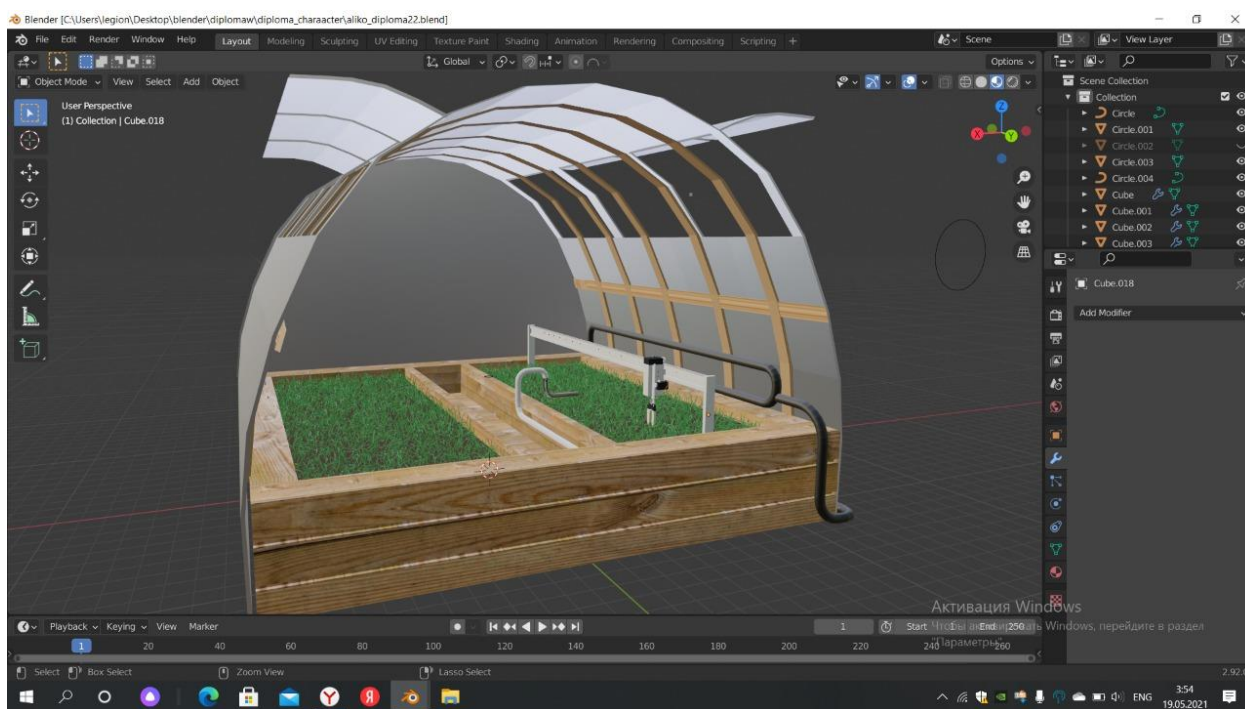 Blender [C:\Users\legion\Desktop\blender\diplomaw\diploma_charaacter\aliko_diploma22.blend]
File Edit Render Window Help Layout Modeling Sculpting UV Editing Texture Paint Shading Animation Rendering Compositing Scripting + Scene View Layer
Global Options
Object Mode View Select Add Object Scene Collection
User Perspective Collection
(1) Collection | Cube.018 Circle
Circle.001
Circle.002
Circle.003
Circle.004
Cube
Cube.001
Cube.002
Cube.003
Z
X Y
Cube.018
Add Modifier
Активация Windows
Windows, перейдите в раздел
"Параметры"
Playback Keying View Marker 1 Start End 250
1 20 40 60 80 100 120 140 160 180 200 220 240 260
Select Box Select Zoom View Lasso Select 2.92.
ENG 3:54
19.05.2021